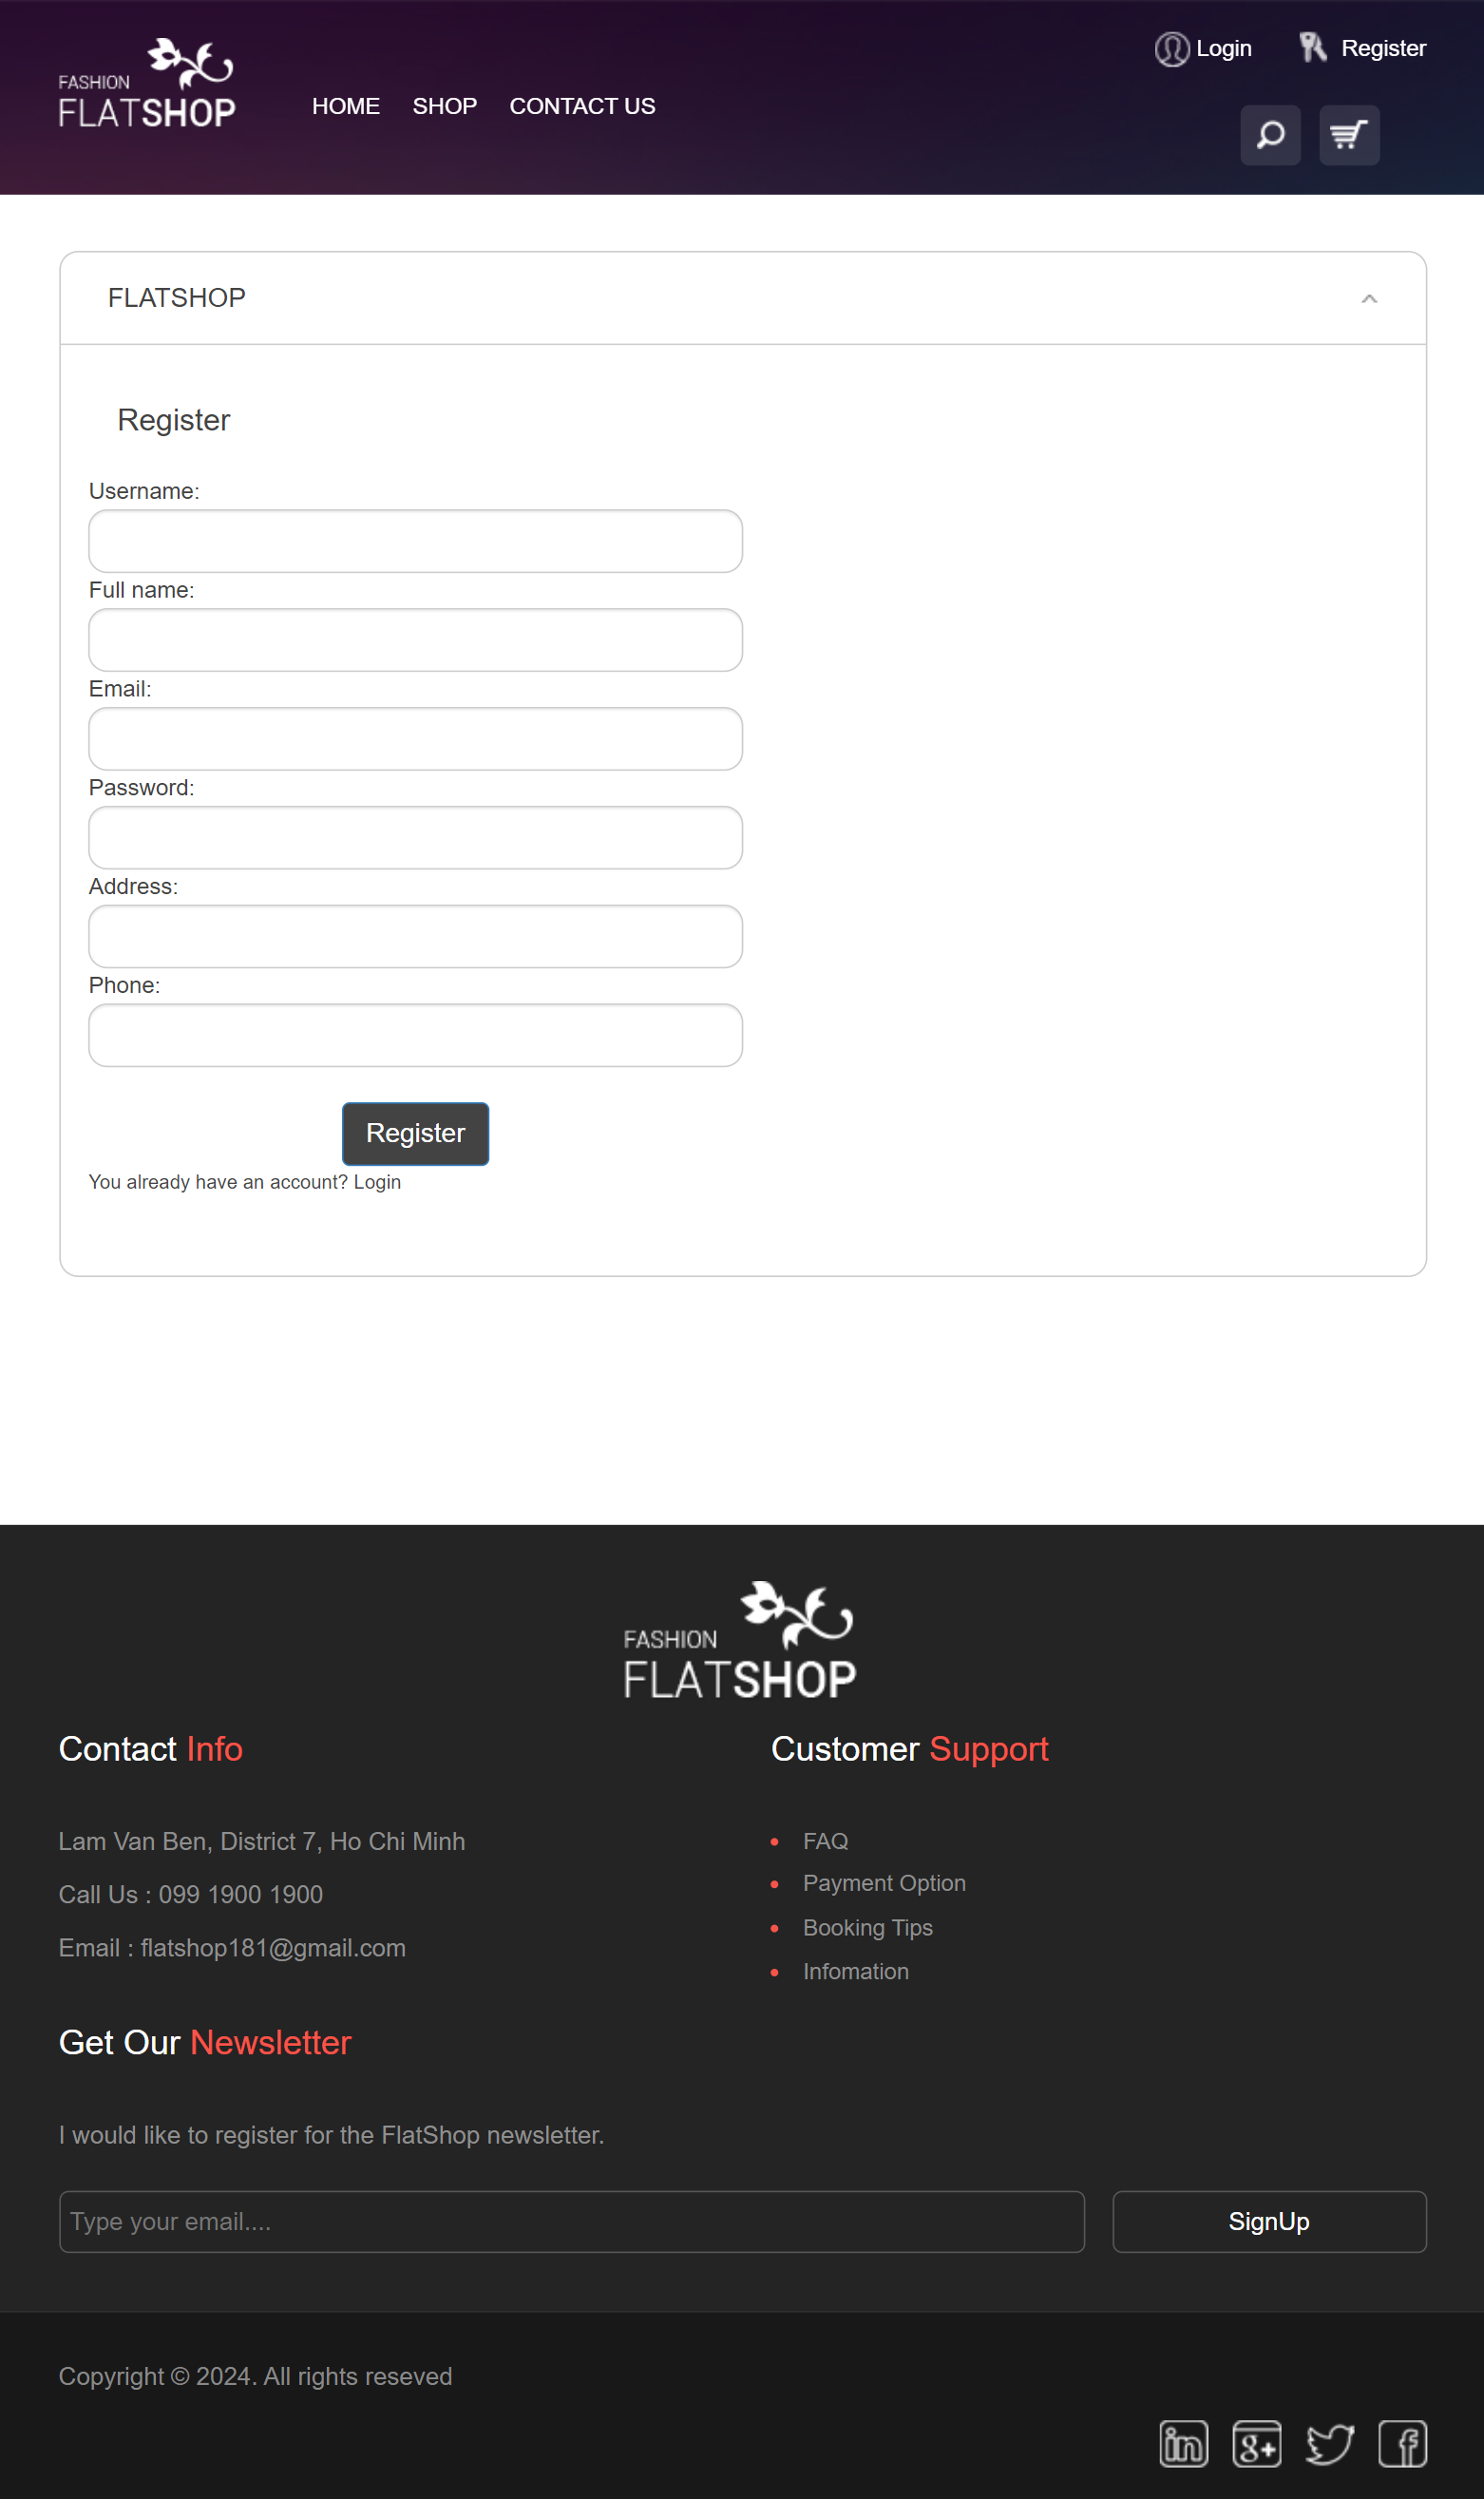 Login
Register
FASHION
FLATSHOP
HOME SHOP CONTACT US
FLATSHOP
Register
Username:
Full name:
Email:
Password:
Address:
Phone:
Register
You already have an account? Login
FASHION
FLATSHOP
Contact Info
Lam Van Ben, District 7, Ho Chi Minh
Call Us : 099 1900 1900
Email : flatshop181@gmail.com
Customer Support
FAQ
Payment Option
Booking Tips
Infomation
Get Our Newsletter
I would like to register for the FlatShop newsletter.
Type your email....
SignUp
Copyright © 2024. All rights reseved
in
g+
f